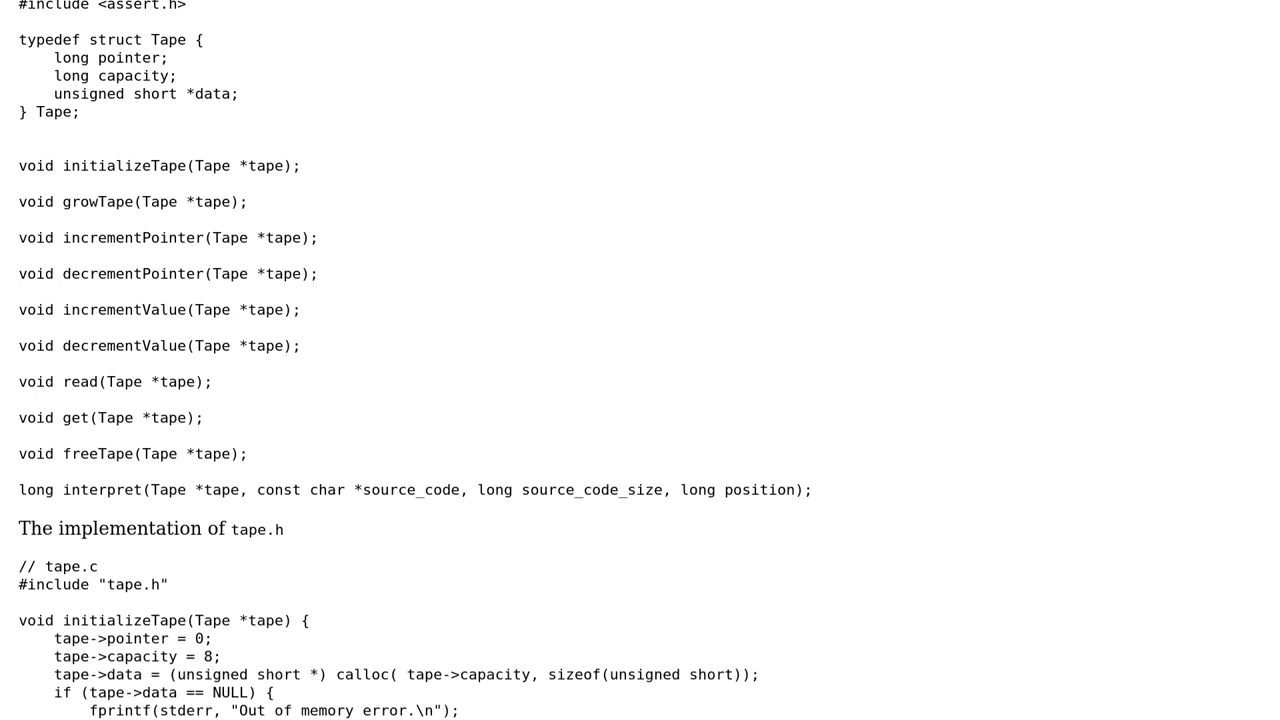 #include <assert.h>
typedef struct Tape {
    long pointer;
    long capacity;
    unsigned short *data;
} Tape;
void initializeTape(Tape *tape);
void growTape(Tape *tape);
void incrementPointer(Tape *tape);
void decrementPointer(Tape *tape);
void incrementValue(Tape *tape);
void decrementValue(Tape *tape);
void read(Tape *tape);
void get(Tape *tape);
void freeTape(Tape *tape);
long interpret(Tape *tape, const char *source_code, long source_code_size, long position);
The implementation of tape.h
// tape.c
#include "tape.h"
void initializeTape(Tape *tape) {
    tape->pointer = 0;
    tape->capacity = 8;
    tape->data = (unsigned short *) calloc( tape->capacity, sizeof(unsigned short));
    if (tape->data == NULL) {
        fprintf(stderr, "Out of memory error.\n");